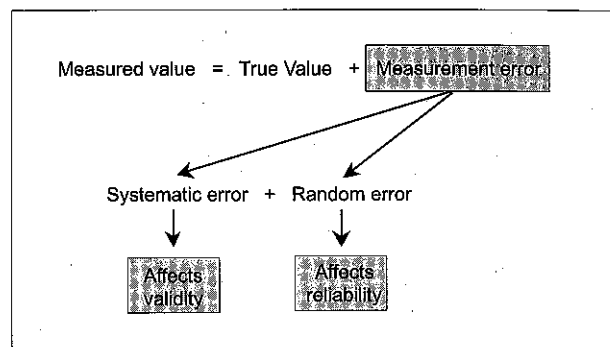 Measured value = True Value + Measurement error
Systematic error + Random error
Affects validity
Affects reliability